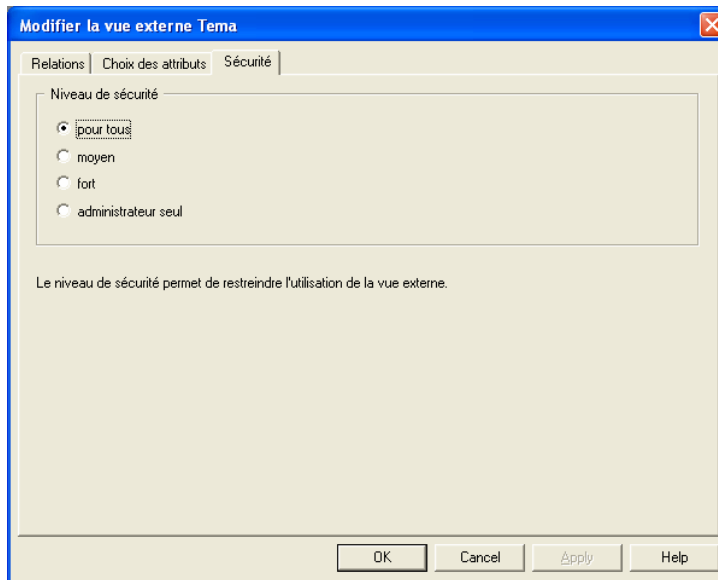 Modifier la vue externe Tema
Relations Choix des attributs Sécurité
Niveau de sécurité
pour tous
moyen
fort
administrateur seul
Le niveau de sécurité permet de restreindre l'utilisation de la vue externe.
OK Cancel Apply Help